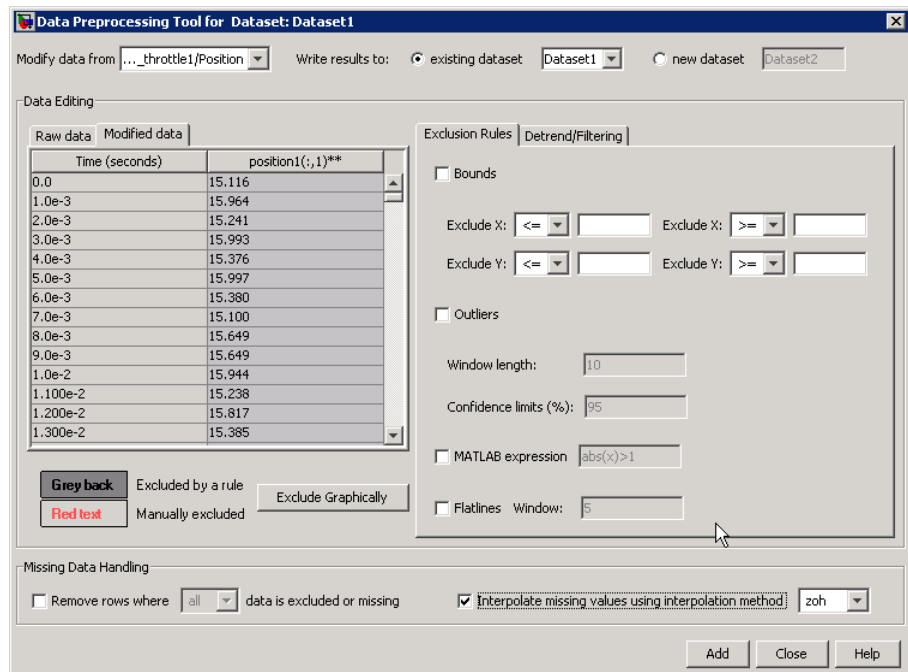 Data Preprocessing Tool for Dataset: Dataset1
Modify data from ..._throttle1/Position Write results to: existing dataset Dataset1 new dataset Dataset2
Data Editing
Raw data Modified data
Time (seconds) position1(:,1)**
0.0 15.116
1.0e-3 15.964
2.0e-3 15.241
3.0e-3 15.993
4.0e-3 15.376
5.0e-3 15.997
6.0e-3 15.380
7.0e-3 15.100
8.0e-3 15.649
9.0e-3 15.649
1.0e-2 15.944
1.100e-2 15.238
1.200e-2 15.817
1.300e-2 15.385
Grey back Excluded by a rule
Red text Manually excluded
Exclude Graphically
Exclusion Rules Detrend/Filtering
Bounds
Exclude X: <= Exclude X: >=
Exclude Y: <= Exclude Y: >=
Outliers
Window length: 10
Confidence limits (%): 95
MATLAB expression abs(x)>1
Flatlines Window: 5
Missing Data Handling
Remove rows where all data is excluded or missing Interpolate missing values using interpolation method zoh
Add Close Help